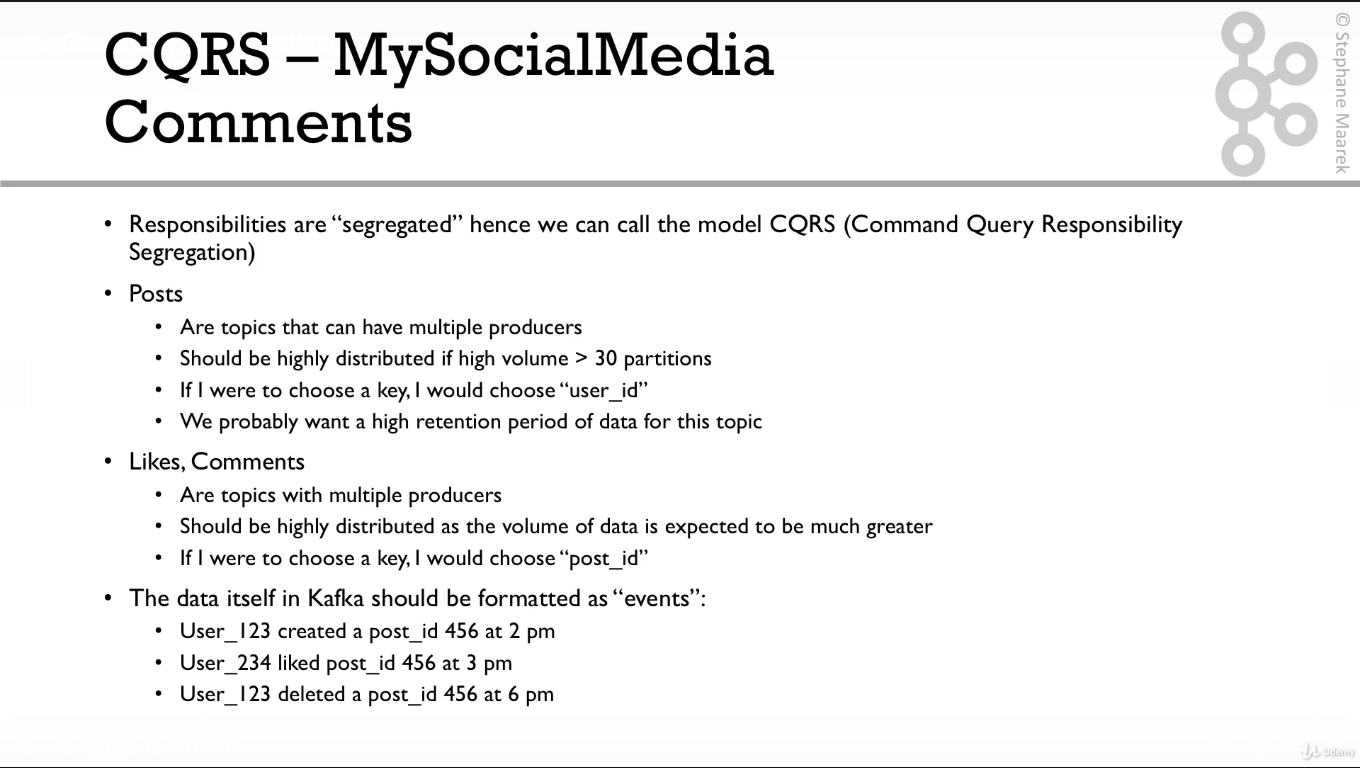 CQRS – MySocialMedia
Comments
© Stephane Maarek
• Responsibilities are “segregated” hence we can call the model CQRS (Command Query Responsibility
Segregation)
• Posts
• Are topics that can have multiple producers
• Should be highly distributed if high volume > 30 partitions
• If I were to choose a key, I would choose “user_id”
• We probably want a high retention period of data for this topic
• Likes, Comments
• Are topics with multiple producers
• Should be highly distributed as the volume of data is expected to be much greater
• If I were to choose a key, I would choose “post_id”
• The data itself in Kafka should be formatted as “events”:
• User_123 created a post_id 456 at 2 pm
• User_234 liked post_id 456 at 3 pm
• User_123 deleted a post_id 456 at 6 pm
Udemy